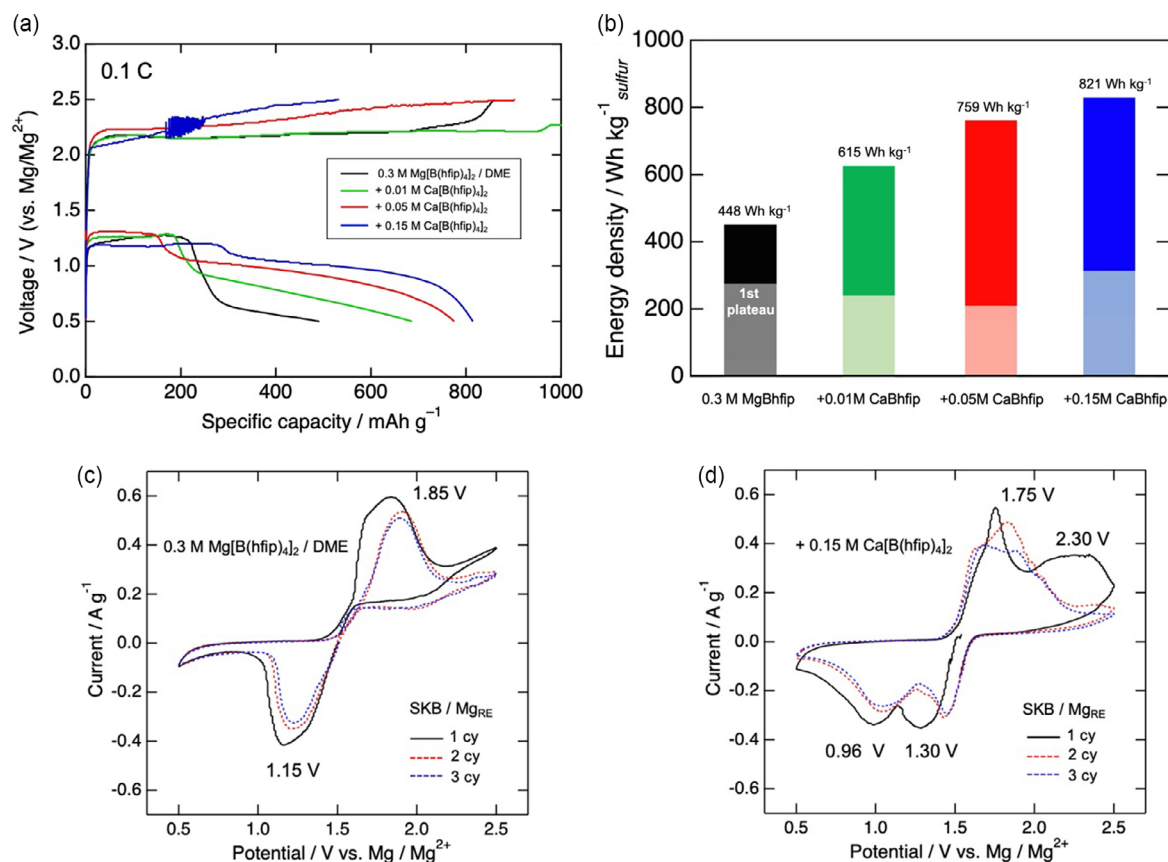 (a)
3.0
2.5
2.0
1.5
1.0
0.5
0.0
Voltage / V (vs. Mg/Mg²⁺)
0.1 C
0.3 M Mg[B(hfip)₄]₂ / DME
+ 0.01 M Ca[B(hfip)₄]₂
+ 0.05 M Ca[B(hfip)₄]₂
+ 0.15 M Ca[B(hfip)₄]₂
0 200 400 600 800 1000
Specific capacity / mAh g⁻¹
(b)
1000
800
600
400
200
0
Energy density / Wh kg⁻¹ sulfur
448 Wh kg⁻¹
615 Wh kg⁻¹
759 Wh kg⁻¹
821 Wh kg⁻¹
1st
plateau
0.3 M MgBhfip +0.01M CaBhfip +0.05M CaBhfip +0.15M CaBhfip
(c)
0.6
0.4
0.2
0.0
-0.2
-0.4
-0.6
Current / A g⁻¹
1.85 V
0.3 M Mg[B(hfip)₄]₂ / DME
1.15 V
SKB / Mg_RE
1 cy
2 cy
3 cy
0.5 1.0 1.5 2.0 2.5
Potential / V vs. Mg / Mg²⁺
(d)
0.6
0.4
0.2
0.0
-0.2
-0.4
-0.6
Current / A g⁻¹
1.75 V
2.30 V
+ 0.15 M Ca[B(hfip)₄]₂
0.96 V
1.30 V
SKB / Mg_RE
1 cy
2 cy
3 cy
0.5 1.0 1.5 2.0 2.5
Potential / V vs. Mg / Mg²⁺